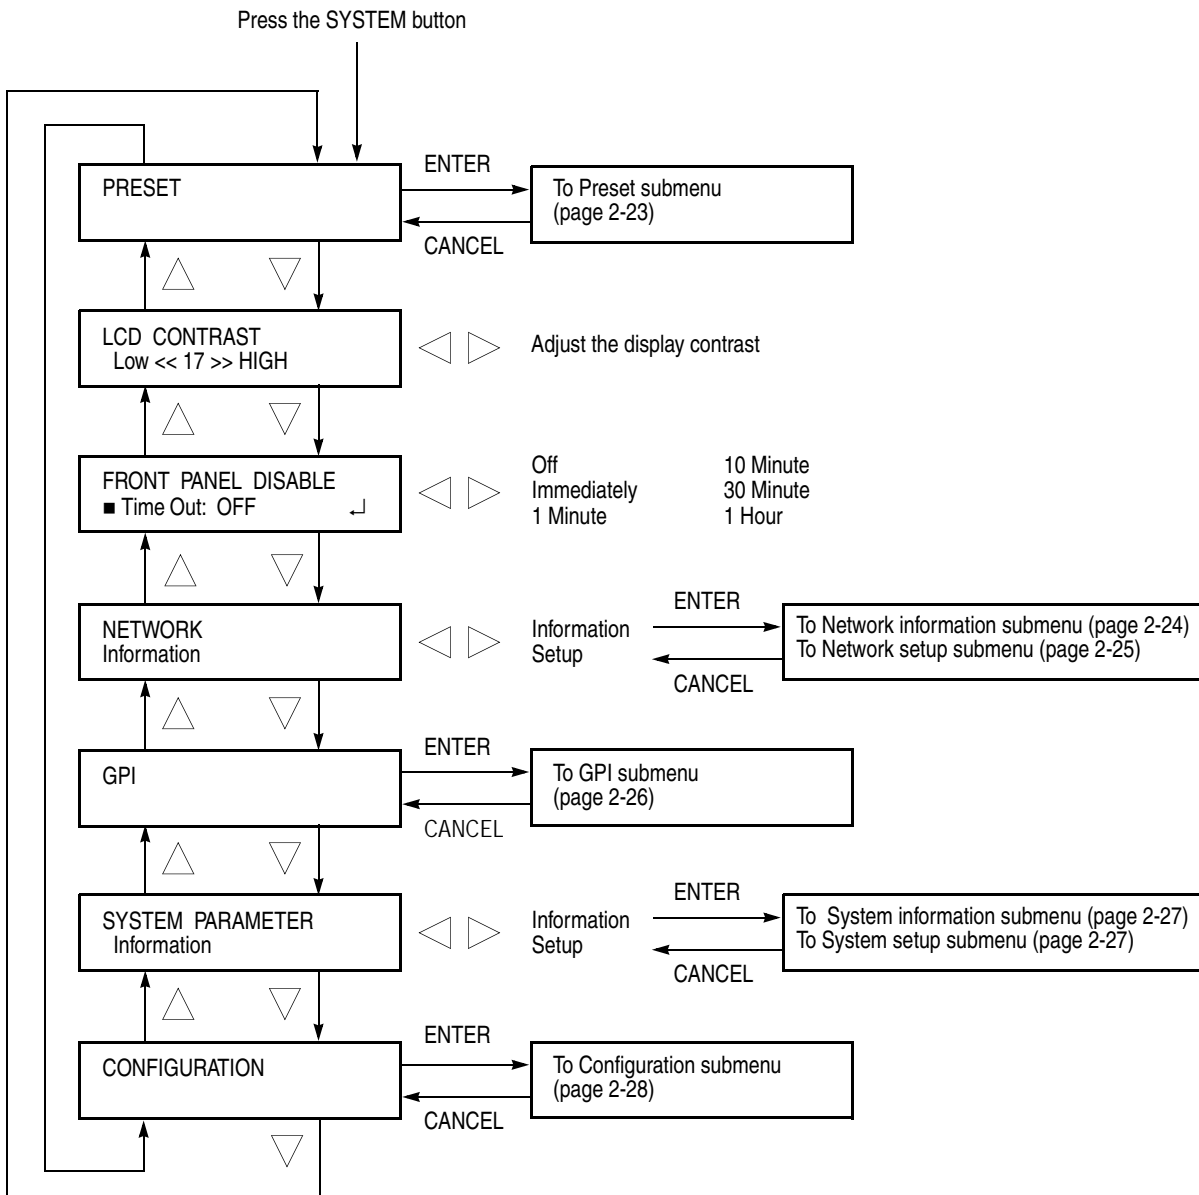 Press the SYSTEM button
PRESET
ENTER
CANCEL
To Preset submenu
(page 2-23)
LCD CONTRAST
Low << 17 >> HIGH
Adjust the display contrast
FRONT PANEL DISABLE
■ Time Out: OFF ↵
Off 10 Minute
Immediately 30 Minute
1 Minute 1 Hour
NETWORK
Information
Information
Setup
ENTER
CANCEL
To Network information submenu (page 2-24)
To Network setup submenu (page 2-25)
GPI
ENTER
CANCEL
To GPI submenu
(page 2-26)
SYSTEM PARAMETER
Information
Information
Setup
ENTER
CANCEL
To System information submenu (page 2-27)
To System setup submenu (page 2-27)
CONFIGURATION
ENTER
CANCEL
To Configuration submenu
(page 2-28)